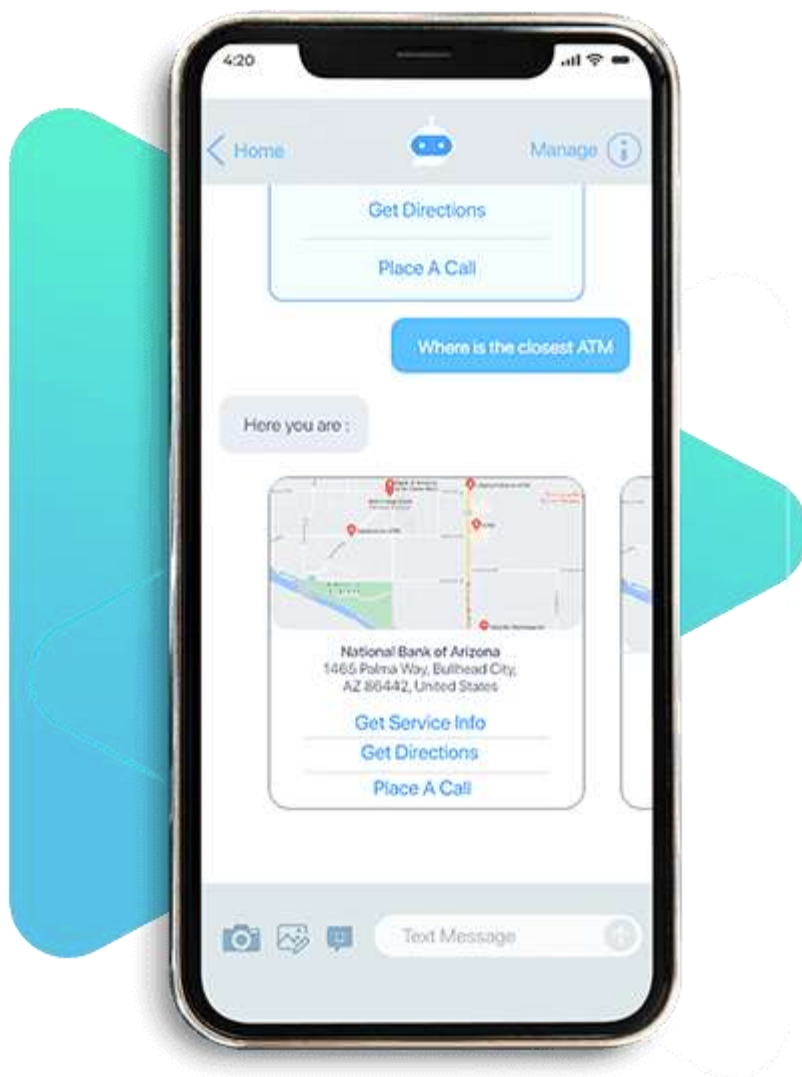 4:20
Home
Manage
Get Directions
Place A Call
Where is the closest ATM
Here you are :
National Bank of Arizona
1465 Palma Way, Bullhead City,
AZ 86442, United States
Get Service Info
Get Directions
Place A Call
Text Message